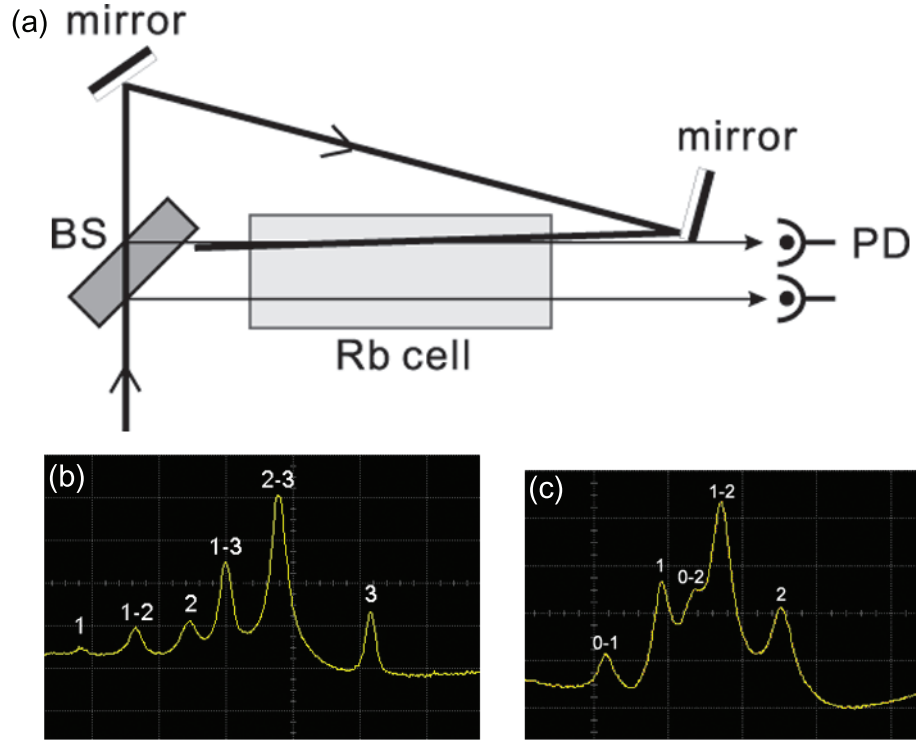 (a)
mirror
mirror
BS
PD
Rb cell
(b)
2-3
1-3
3
2
1-2
1
(c)
1-2
1
0-2
2
0-1